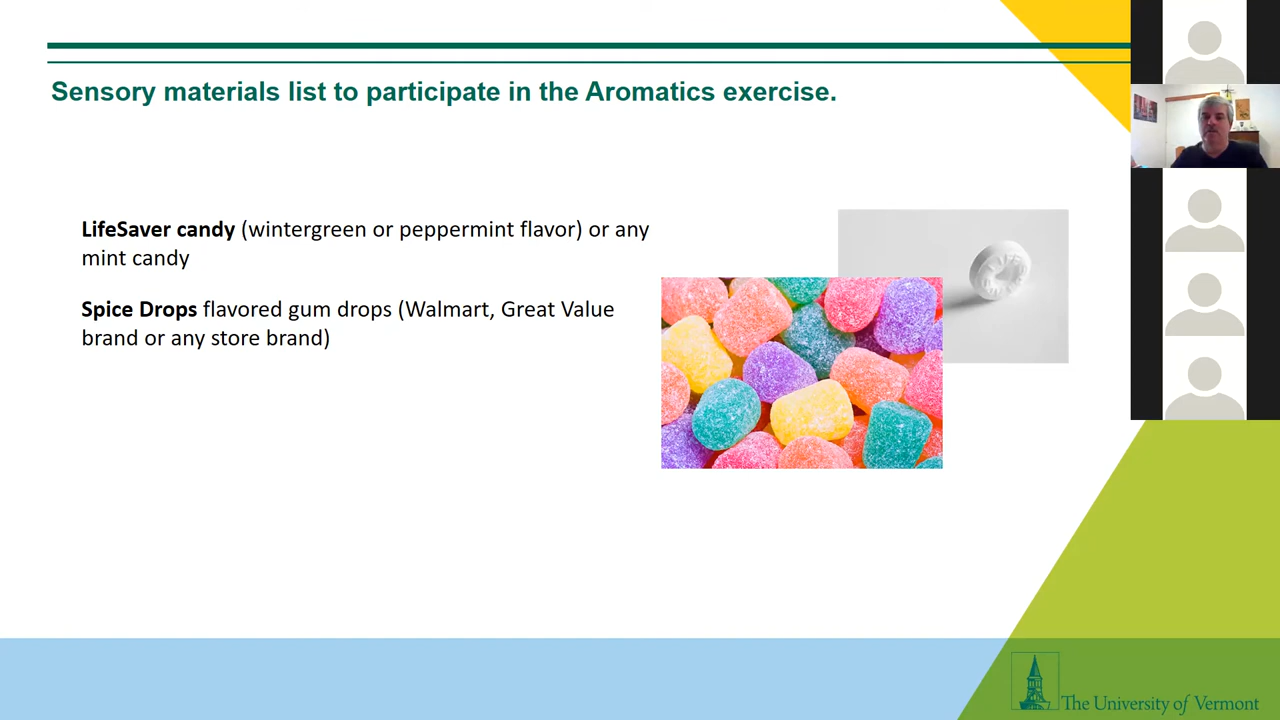 Sensory materials list to participate in the Aromatics exercise.
LifeSaver candy (wintergreen or peppermint flavor) or any
mint candy
Spice Drops flavored gum drops (Walmart, Great Value
brand or any store brand)
The University of Vermont